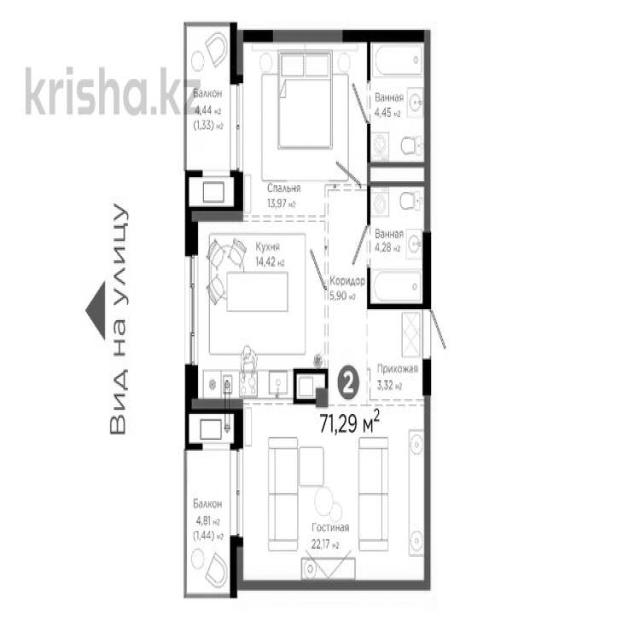 krisha.kz
Балкон
4,44 м2
(1,33) м2
Ванная
4,45 м2
Спальня
13,97 м2
Ванная
4,28 м2
Кухня
14,42 м2
Коридор
5,90 м2
Вид на улицу
Прихожая
3,32 м2
2
71,29 м2
Балкон
4,81 м2
(1,44) м2
Гостиная
22,17 м2